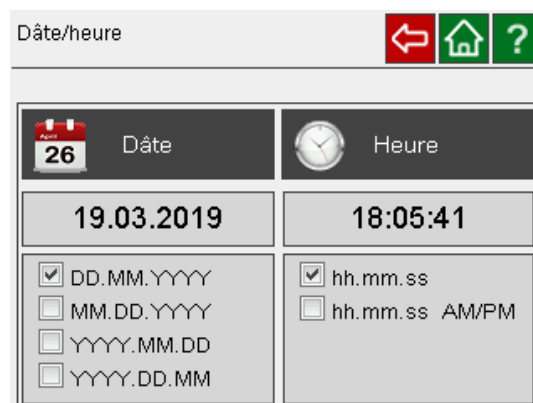 Dâte/heure
?
April
26
Dâte
Heure
19.03.2019
18:05:41
DD.MM.YYYY
MM.DD.YYYY
YYYY.MM.DD
YYYY.DD.MM
hh.mm.ss
hh.mm.ss AM/PM